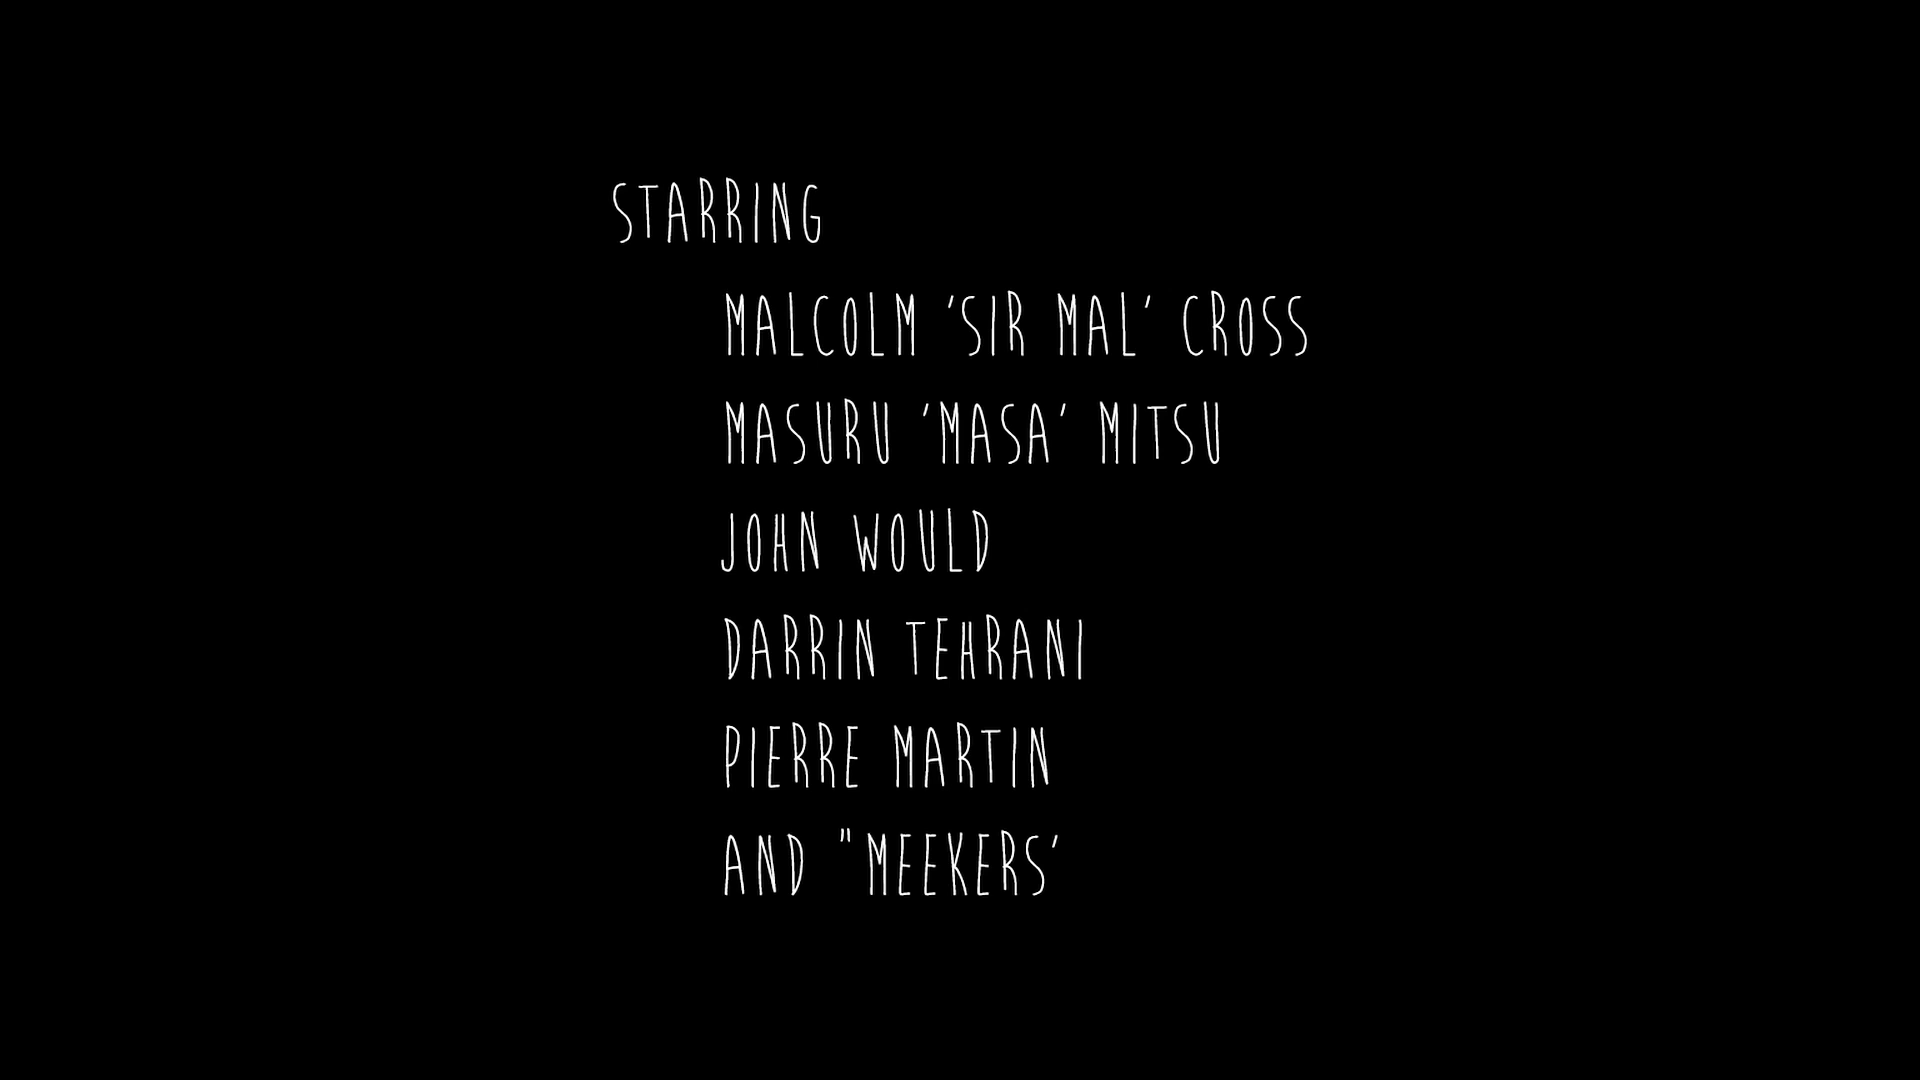 STARRING
MALCOLM 'SIR MAL' CROSS
MASURU 'MASA' MITSU
JOHN WOULD
DARRIN TEHRANI
PIERRE MARTIN
AND "MEEKERS'